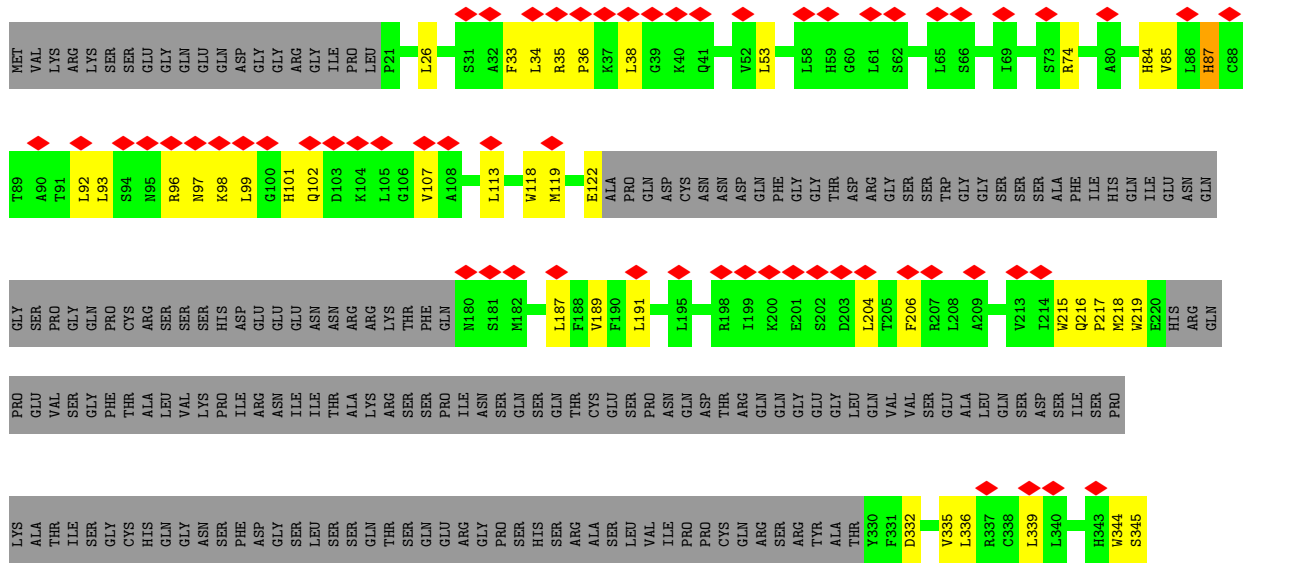 MET VAL LYS ARG LYS SER SER GLU GLY GLN GLU GLN ASP GLY GLY ARG GLY ILE PRO LEU P21 L26 S31 A32 F33 L34 R35 P36 K37 L38 G39 K40 Q41 V52 L53 L58 H59 G60 L61 S62 L65 S66 I69 S73 R74 A80 H84 V85 L86 H87 C88
T89 A90 T91 L92 L93 S94 N95 R96 N97 K98 L99 G100 H101 Q102 D103 K104 L105 G106 V107 A108 L113 W118 M119 E122 ALA PRO GLN ASP CYS ASN ASN ASP GLN PHE GLY GLY THR ASP ARG GLY SER SER TRP GLY GLY SER SER SER ALA PHE ILE HIS GLN ILE GLU ASN GLN
GLY SER PRO GLY GLN PRO CYS ARG SER SER SER HIS ASP GLU GLU GLU ASN ASN ARG ARG LYS THR PHE GLN N180 S181 M182 L187 F188 V189 F190 L191 L195 R198 I199 K200 E201 S202 D203 L204 T205 F206 R207 L208 A209 V213 I214 W215 Q216 P217 M218 W219 E220 HIS ARG GLN
PRO GLU VAL SER GLY PHE THR ALA LEU VAL LYS PRO ILE ARG ASN ILE ILE THR ALA LYS ARG SER SER PRO ILE ASN SER GLN SER GLN THR CYS GLU SER PRO ASN GLN ASP THR ARG GLN GLN GLY GLU GLY LEU GLN VAL VAL SER GLU ALA LEU GLN SER ASP SER ILE SER PRO
LYS ALA THR ILE SER GLY CYS HIS GLN GLY ASN SER PHE ASP GLY SER LEU SER SER GLN THR SER GLN GLU ARG GLY PRO SER HIS SER ARG ALA SER LEU VAL ILE PRO PRO CYS GLN ARG SER ARG TYR ALA THR Y330 F331 D332 V335 L336 R337 C338 L339 L340 H343 W344 S345